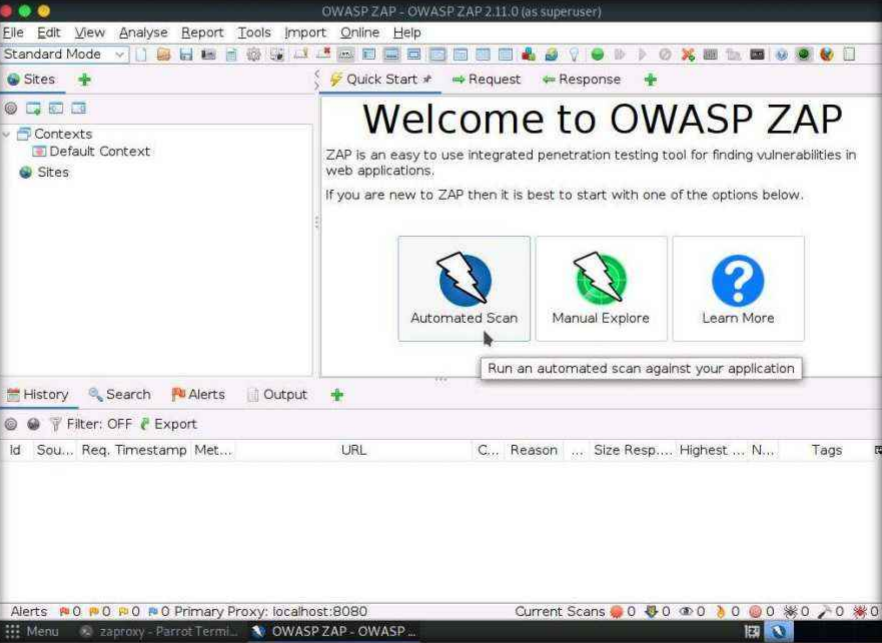 OWASP ZAP - OWASP ZAP 2.11.0 (as superuser)
File Edit View Analyse Report Tools Import Online Help
Standard Mode
Sites
Quick Start Request Response
Contexts
Default Context
Sites
Welcome to OWASP ZAP
ZAP is an easy to use integrated penetration testing tool for finding vulnerabilities in
web applications.
If you are new to ZAP then it is best to start with one of the options below.
Automated Scan Manual Explore Learn More
Run an automated scan against your application
History Search Alerts Output
Filter: OFF Export
Id Sou... Req. Timestamp Met... URL C... Reason ... Size Resp.... Highest ... N... Tags
Alerts 0 0 0 0 Primary Proxy: localhost:8080 Current Scans 0 0 0 0 0 0 0 0
Menu zaproxy - Parrot Termi... OWASP ZAP - OWASP ...